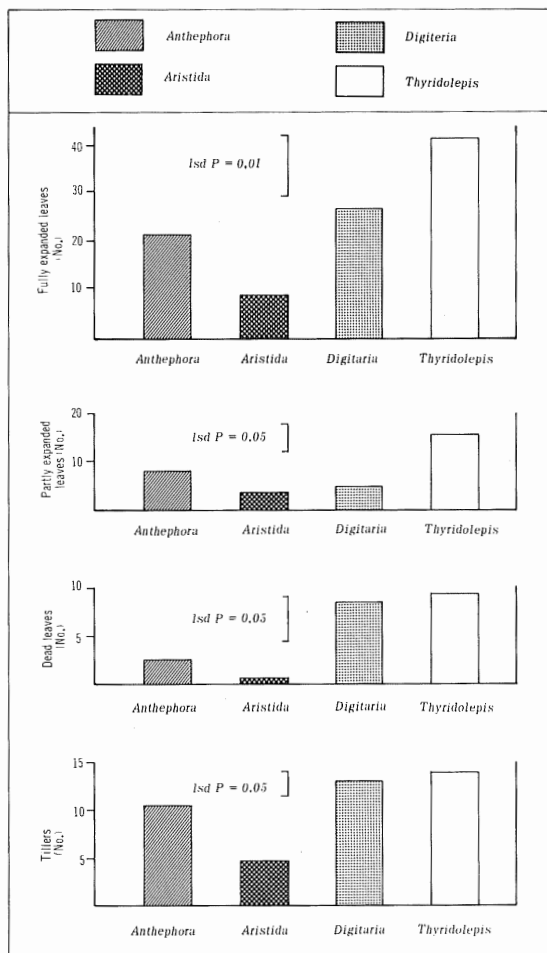 Anthephora
Digiteria
Aristida
Thyridolepis
Fully expanded leaves
(No.)
40
30
20
10
lsd P = 0.01
Anthephora Aristida Digitaria Thyridolepis
Partly expanded
leaves (No.)
20
10
lsd P = 0.05
Anthephora Aristida Digitaria Thyridolepis
Dead leaves
(No.)
10
5
lsd P = 0.05
Anthephora Aristida Digitaria Thyridolepis
Tillers
(No.)
15
10
5
lsd P = 0.05
Anthephora Aristida Digitaria Thyridolepis